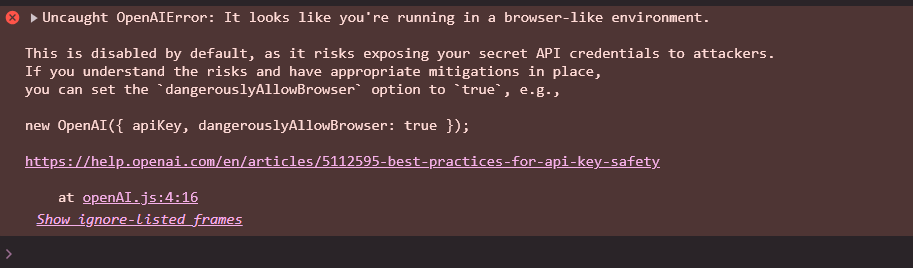 Uncaught OpenAIError: It looks like you're running in a browser-like environment.
This is disabled by default, as it risks exposing your secret API credentials to attackers.
If you understand the risks and have appropriate mitigations in place,
you can set the `dangerouslyAllowBrowser` option to `true`, e.g.,
new OpenAI({ apiKey, dangerouslyAllowBrowser: true });
https://help.openai.com/en/articles/5112595-best-practices-for-api-key-safety
at openAI.js:4:16
Show ignore-listed frames